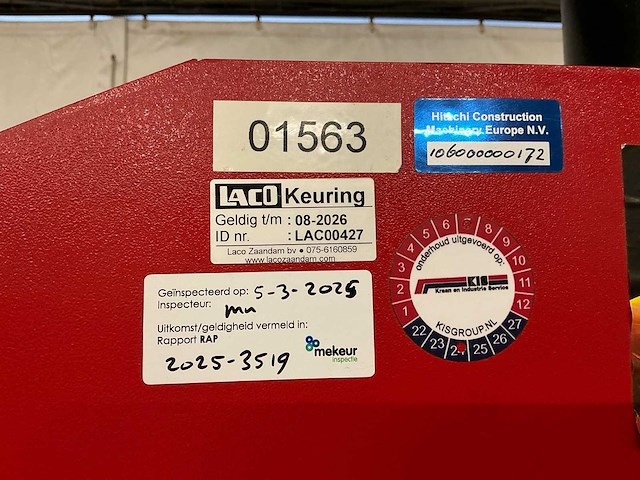 01563
Hitachi Construction
Machinary Europe N.V.
106000000172
LACO Keuring
Geldig t/m : 08-2026
ID nr. : LAC00427
Laco Zaandam bv ● 075-6160859
www.lacozaandam.com
Geïnspecteerd op: 5-3-2025
inspecteur: mn
Uitkomst/geldigheid vermeld in:
Rapport RAP
2025-3519
mekeur
inspectie
onderhoud uitgevoerd op:
1 2 3 4 5 6 7 8 9 10 11 12
KIS
Kraan en Industrie Service
KISGROUP.NL
22 23 24 25 26 27